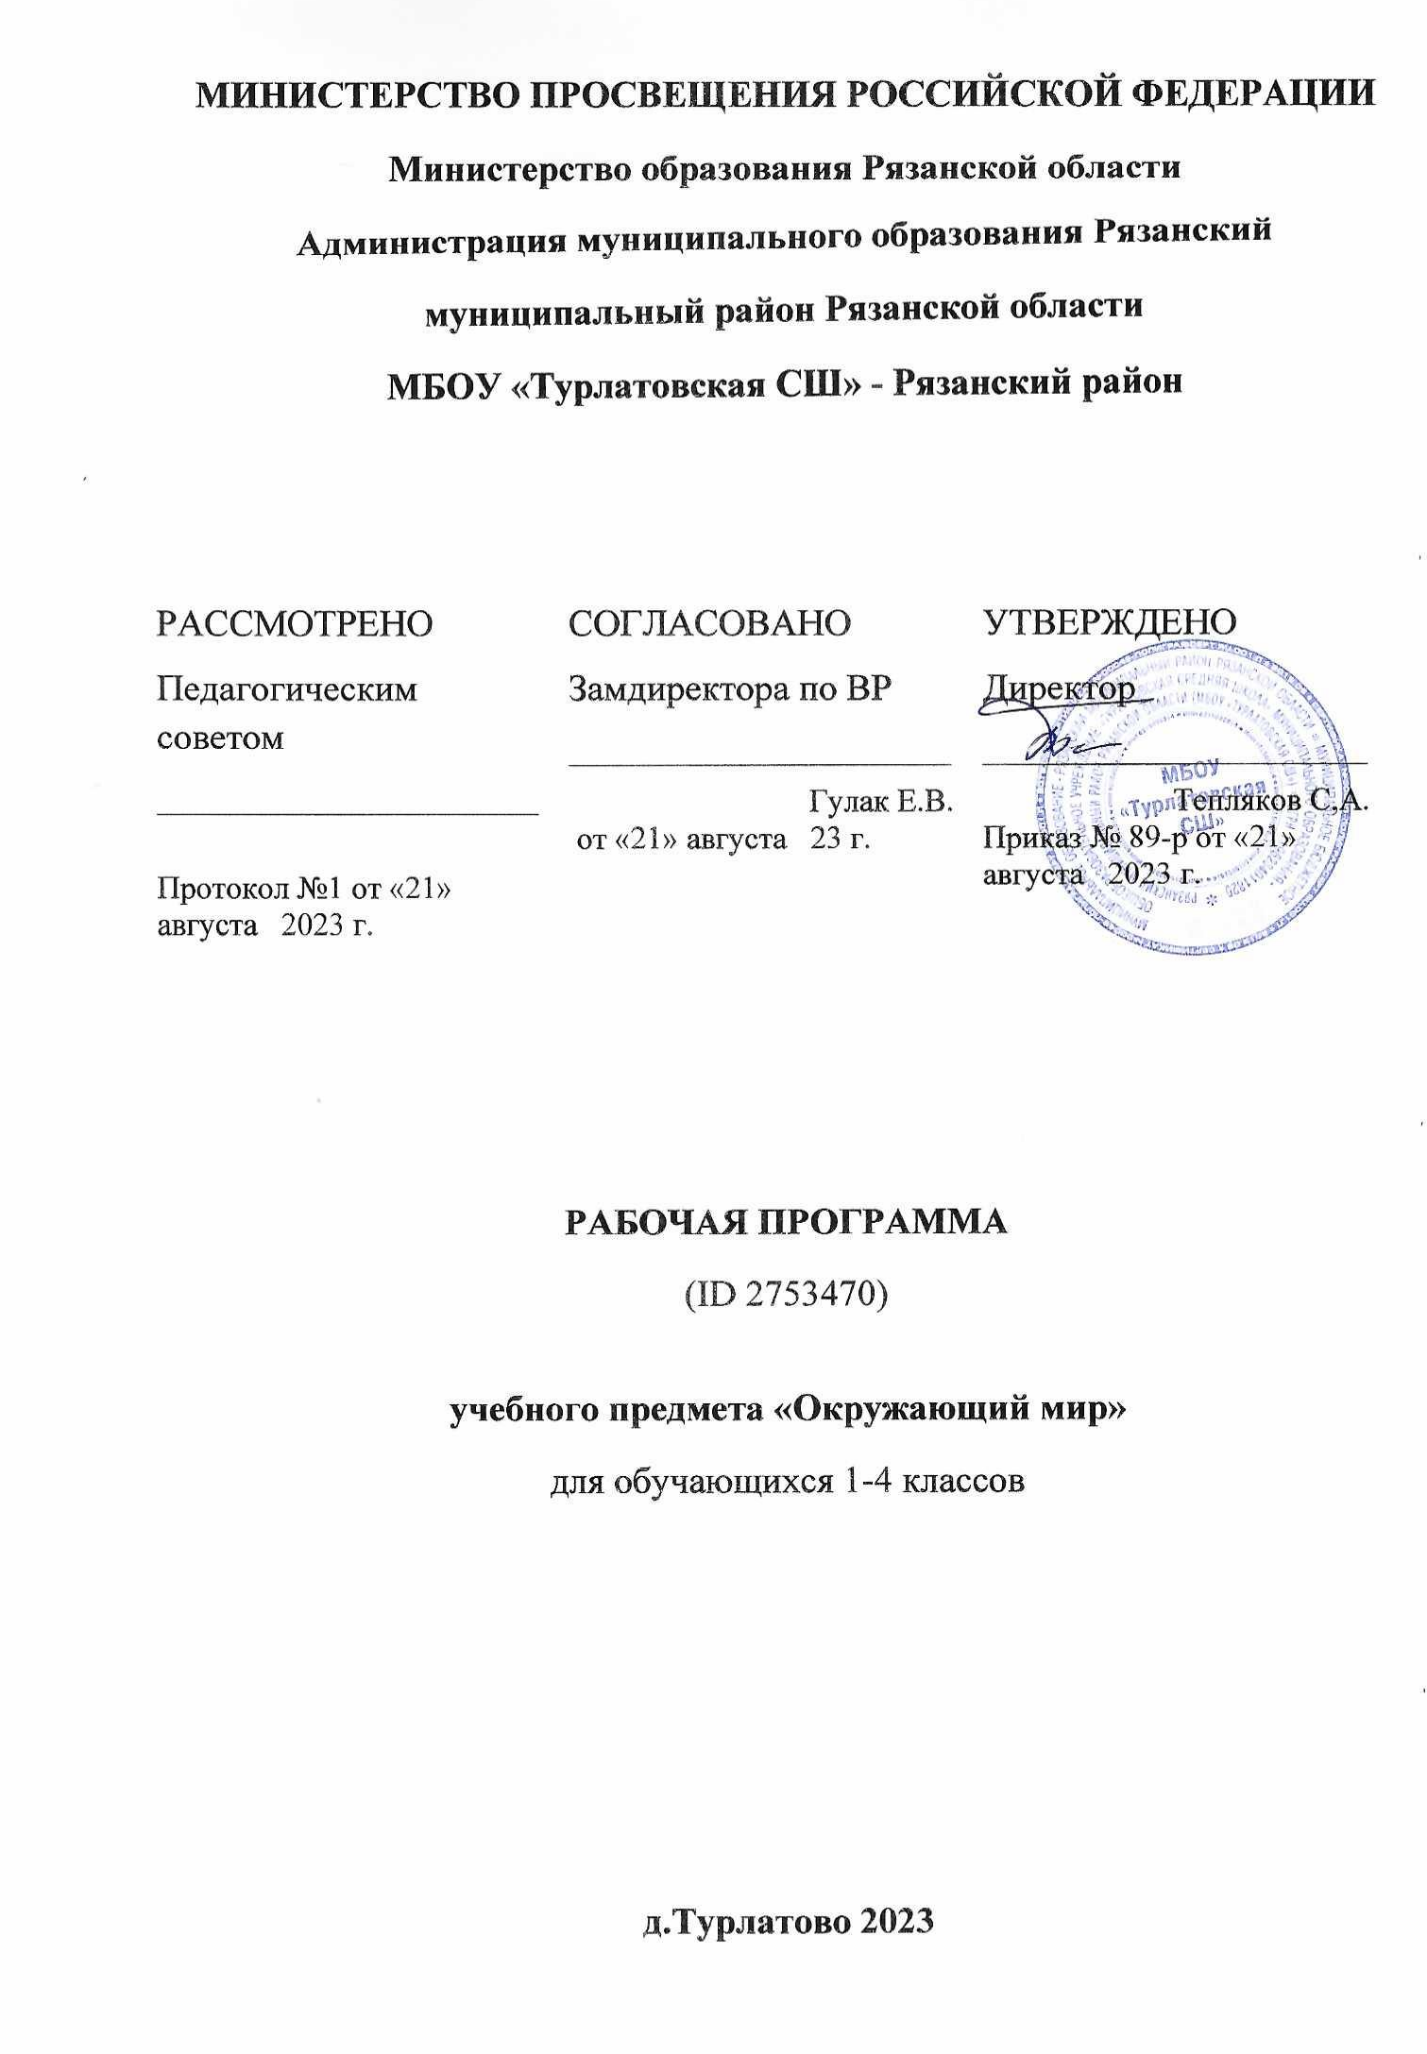 МИНИСТЕРСТВО ПРОСВЕЩЕНИЯ РОССИЙСКОЙ ФЕДЕРАЦИИ
Министерство образования Рязанской области
Администрация муниципального образования Рязанский
муниципальный район Рязанской области
МБОУ «Турлатовская СШ» - Рязанский район
РАССМОТРЕНО
Педагогическим
советом
Протокол №1 от «21»
августа 2023 г.
СОГЛАСОВАНО
Замдиректора по ВР
Гулак Е.В.
от «21» августа 23 г.
УТВЕРЖДЕНО
Директор
Тепляков С.А.
Приказ № 89-р от «21»
августа 2023 г.
МБОУ
«Турлатовская
СШ»
РАБОЧАЯ ПРОГРАММА
(ID 2753470)
учебного предмета «Окружающий мир»
для обучающихся 1-4 классов
д.Турлатово 2023